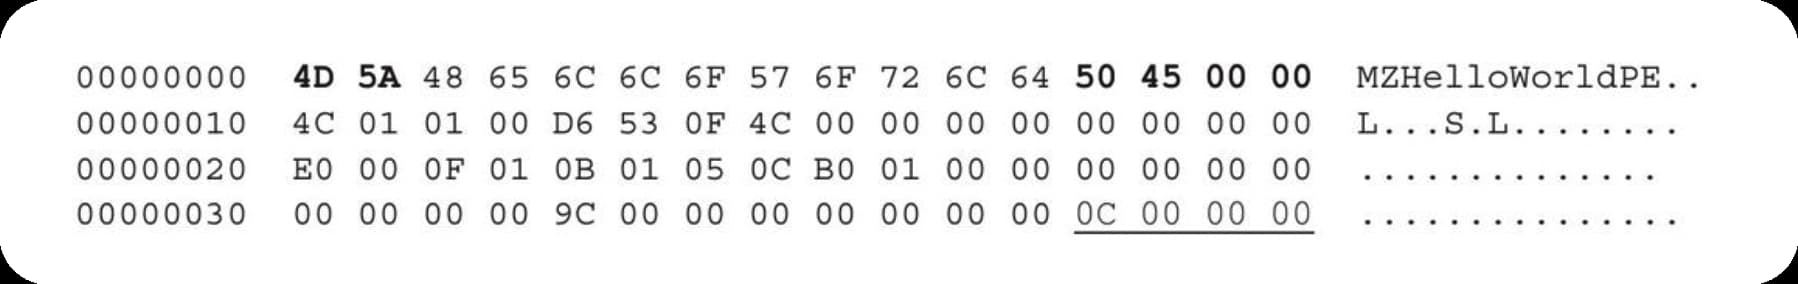 00000000 4D 5A 48 65 6C 6C 6F 57 6F 72 6C 64 50 45 00 00 MZHelloWorldPE..
00000010 4C 01 01 00 D6 53 0F 4C 00 00 00 00 00 00 00 00 L...S.L........
00000020 E0 00 0F 01 0B 01 05 0C B0 01 00 00 00 00 00 00 ..............
00000030 00 00 00 00 9C 00 00 00 00 00 00 00 0C 00 00 00 ...............